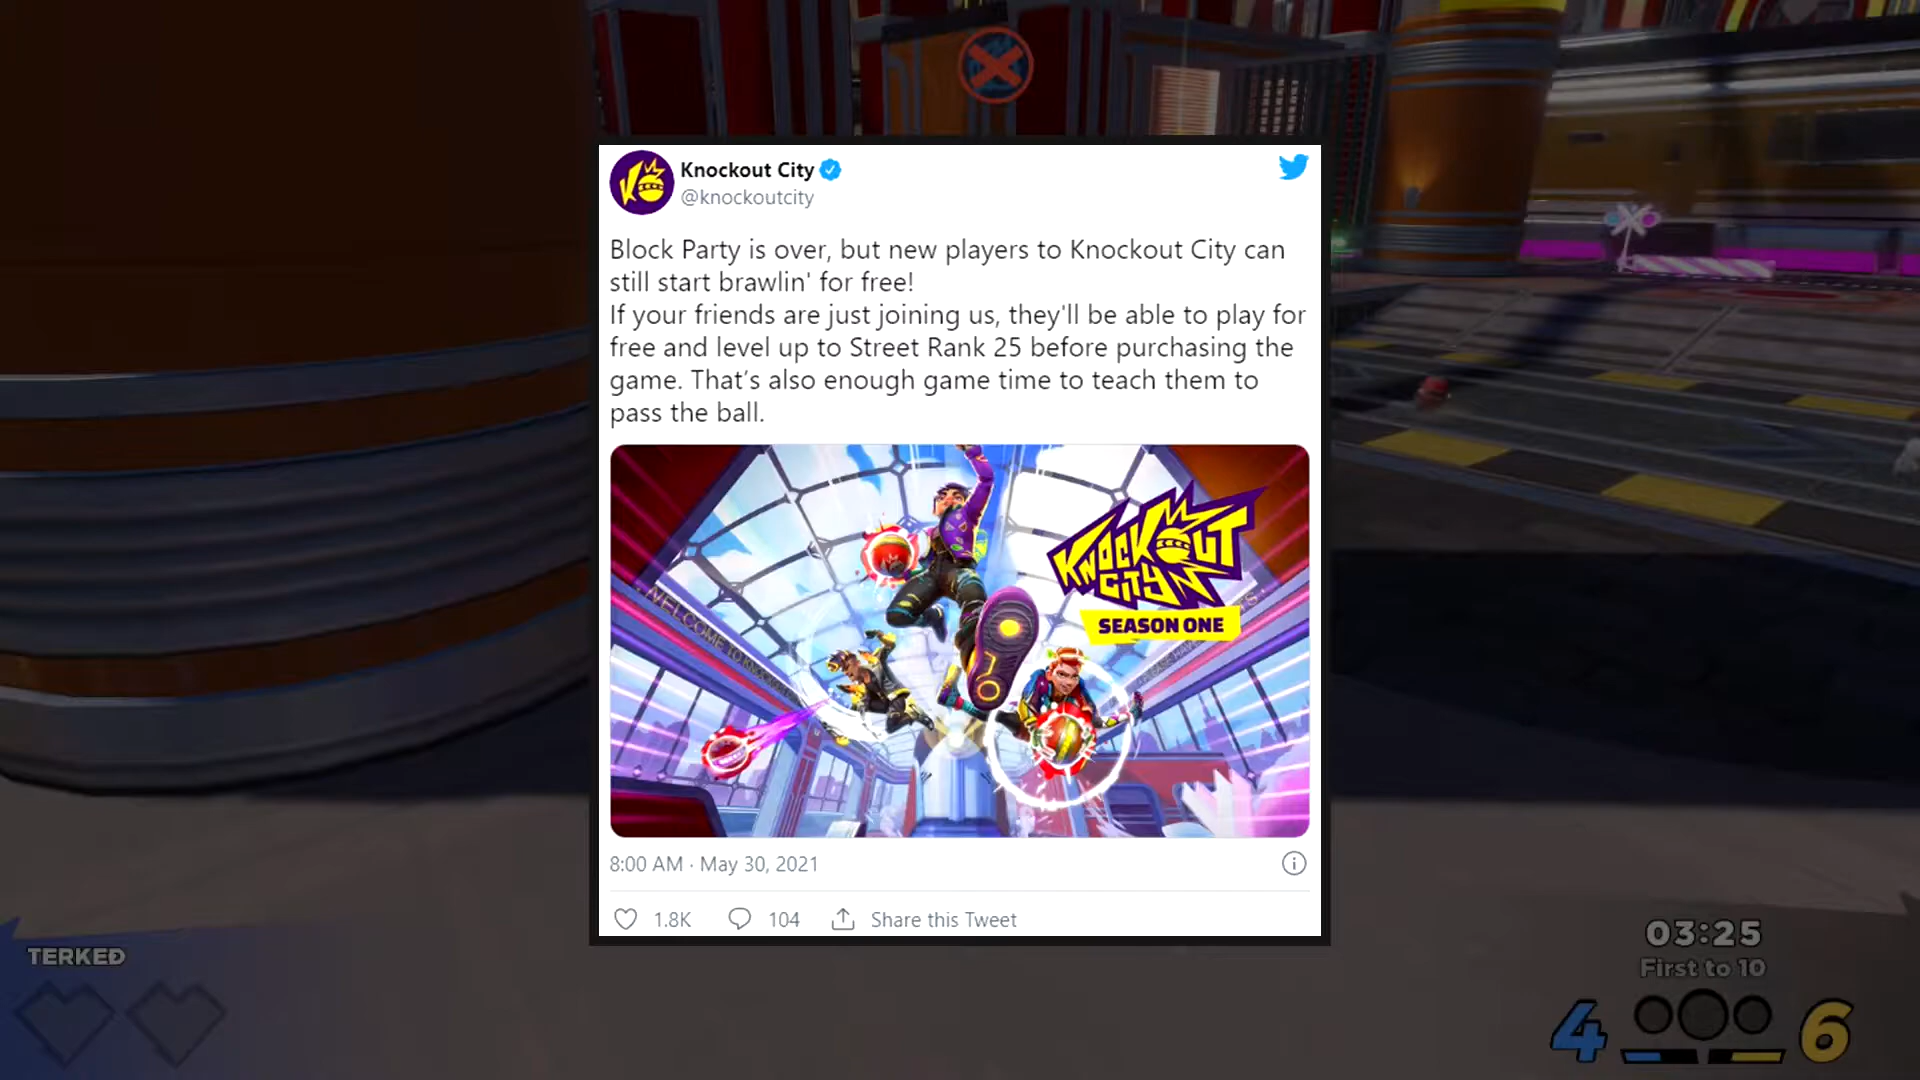 Knockout City
@knockoutcity
Block Party is over, but new players to Knockout City can
still start brawlin' for free!
If your friends are just joining us, they'll be able to play for
free and level up to Street Rank 25 before purchasing the
game. That’s also enough game time to teach them to
pass the ball.
KNOCKOUT
CITY
SEASON ONE
WELCOME TO
8:00 AM · May 30, 2021
1.8K 104 Share this Tweet
TERKED
03:25
First to 10
4 6